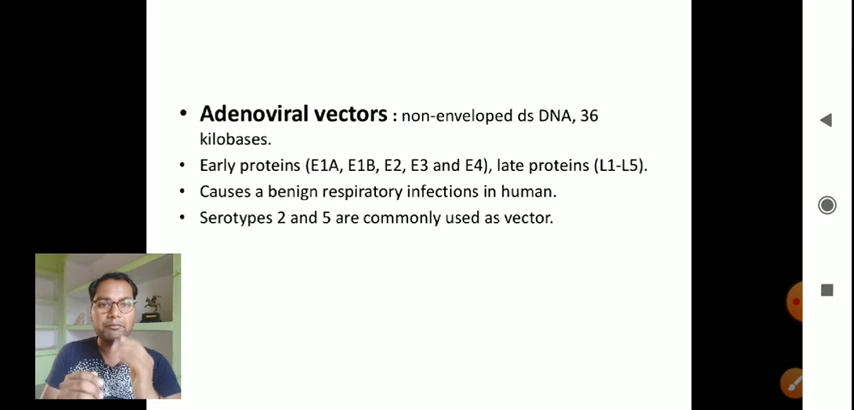 • Adenoviral vectors : non-enveloped ds DNA, 36
kilobases.
• Early proteins (E1A, E1B, E2, E3 and E4), late proteins (L1-L5).
• Causes a benign respiratory infections in human.
• Serotypes 2 and 5 are commonly used as vector.